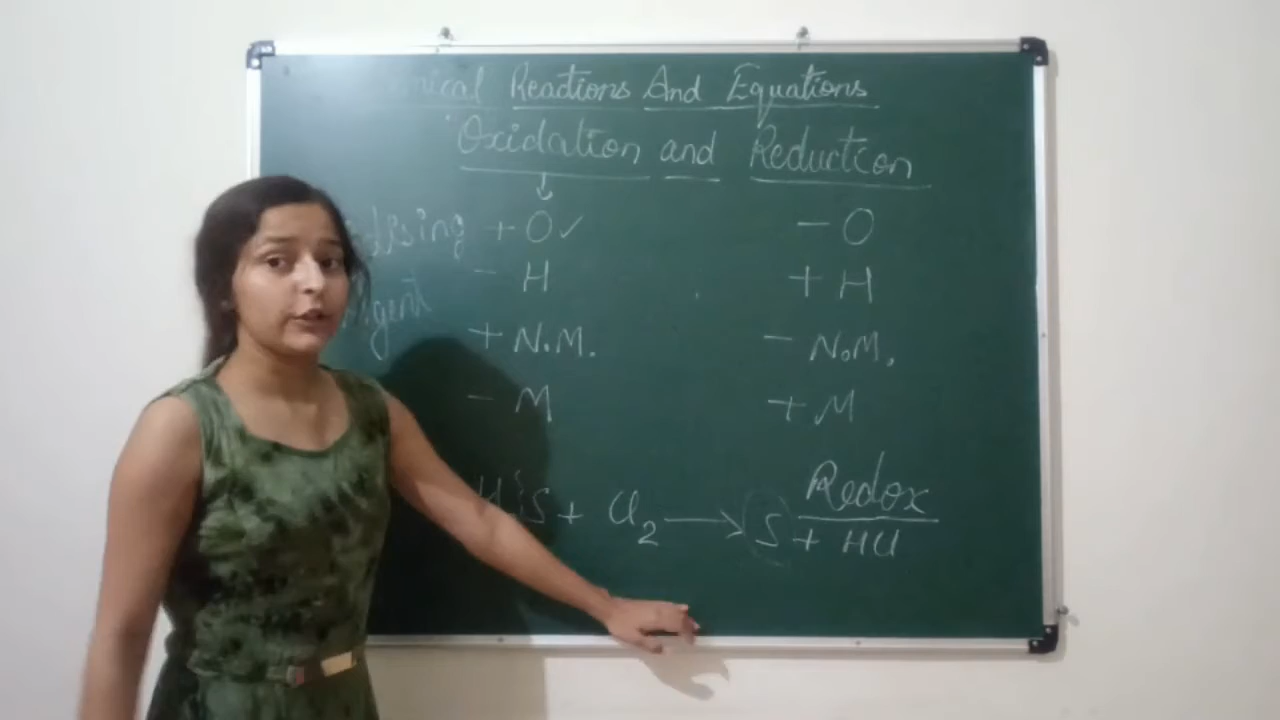 Reactions And Equations
Oxidation and Reduction
+ O ✓ - O
- H + H
+ N.M. - N.M.
- M + M
Redox
S + Cl2 → S + HCl